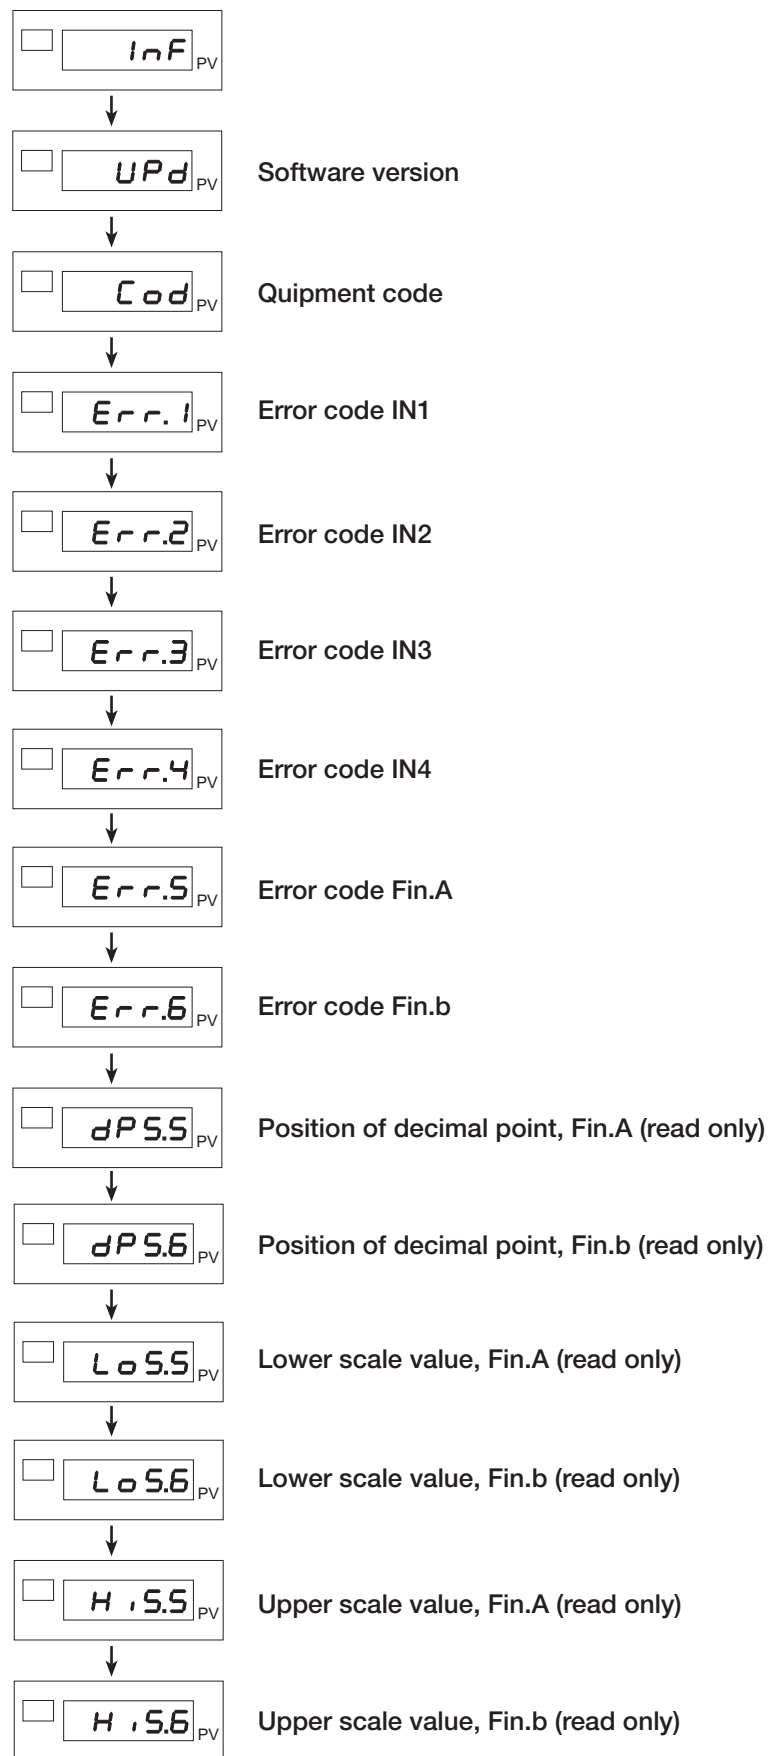 InF PV
UPd PV Software version
Cod PV Quipment code
Err.1 PV Error code IN1
Err.2 PV Error code IN2
Err.3 PV Error code IN3
Err.4 PV Error code IN4
Err.5 PV Error code Fin.A
Err.6 PV Error code Fin.b
dPS.5 PV Position of decimal point, Fin.A (read only)
dPS.6 PV Position of decimal point, Fin.b (read only)
LoS.5 PV Lower scale value, Fin.A (read only)
LoS.6 PV Lower scale value, Fin.b (read only)
HiS.5 PV Upper scale value, Fin.A (read only)
HiS.6 PV Upper scale value, Fin.b (read only)